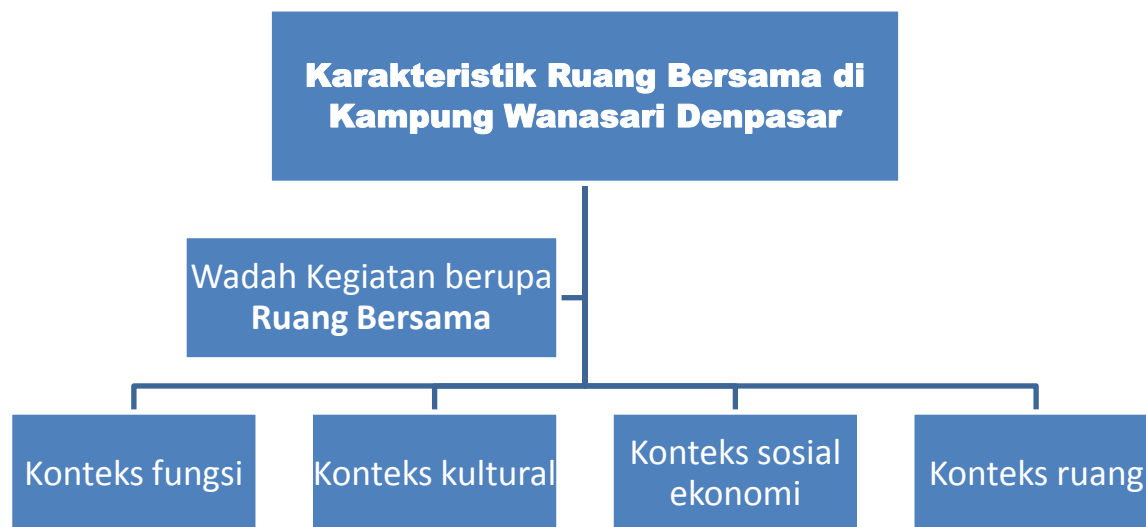 Karakteristik Ruang Bersama di
Kampung Wanasari Denpasar
Wadah Kegiatan berupa
Ruang Bersama
Konteks fungsi
Konteks kultural
Konteks sosial
ekonomi
Konteks ruang